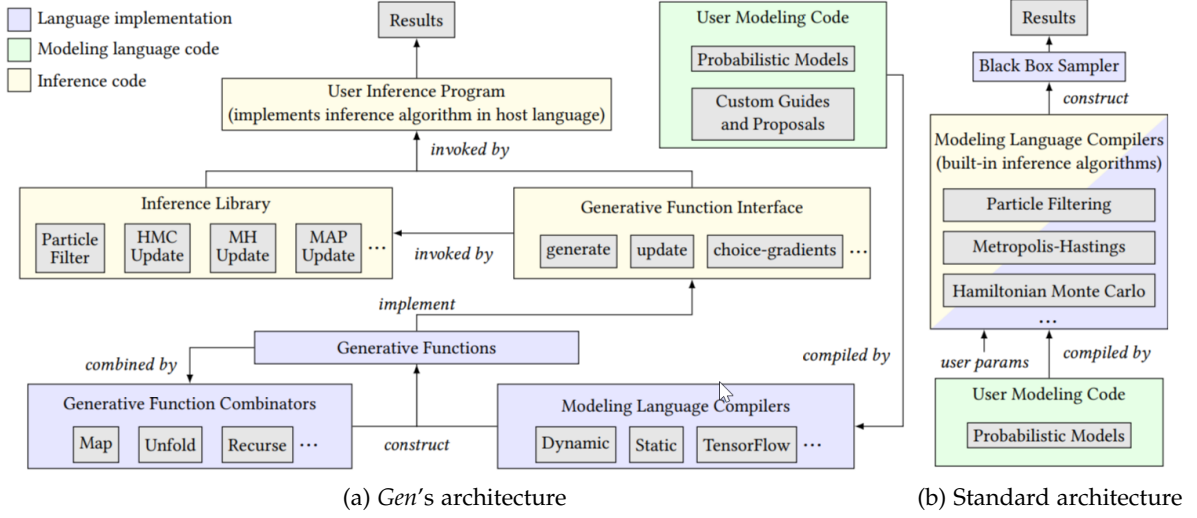 Language implementation
Modeling language code
Inference code
Results
User Inference Program
(implements inference algorithm in host language)
invoked by
User Modeling Code
Probabilistic Models
Custom Guides
and Proposals
Inference Library
Particle
Filter
HMC
Update
MH
Update
MAP
Update
...
invoked by
Generative Function Interface
generate
update
choice-gradients
...
implement
Generative Functions
combined by
compiled by
Generative Function Combinators
Map
Unfold
Recurse
...
construct
Modeling Language Compilers
Dynamic
Static
TensorFlow
...
(a) Gen's architecture
Results
Black Box Sampler
construct
Modeling Language Compilers
(built-in inference algorithms)
Particle Filtering
Metropolis-Hastings
Hamiltonian Monte Carlo
...
user params
compiled by
User Modeling Code
Probabilistic Models
(b) Standard architecture